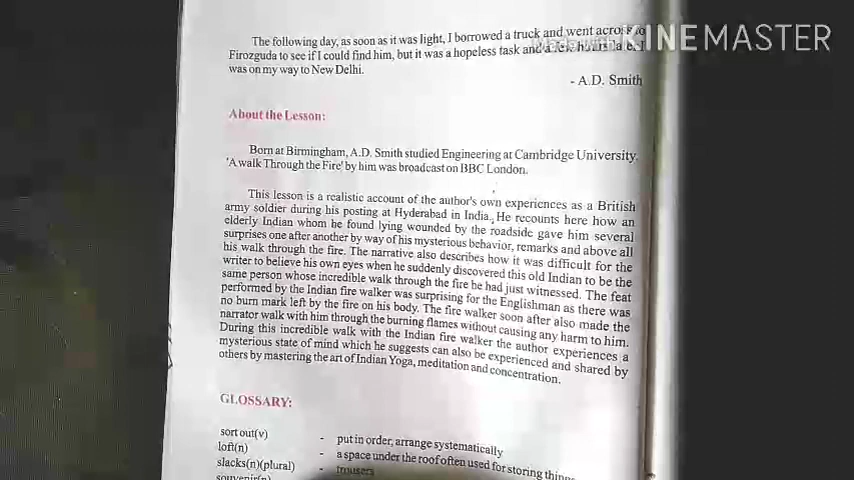 The following day, as soon as it was light, I borrowed a truck and went across to
Firozguda to see if I could find him, but it was a hopeless task and a few hours later I
was on my way to New Delhi.
- A.D. Smith
KINEMASTER
About the Lesson:
Born at Birmingham, A.D. Smith studied Engineering at Cambridge University.
'A walk Through the Fire' by him was broadcast on BBC London.
This lesson is a realistic account of the author's own experiences as a British
army soldier during his posting at Hyderabad in India. He recounts here how an
elderly Indian whom he found lying wounded by the roadside gave him several
surprises one after another by way of his mysterious behavior, remarks and above all
his walk through the fire. The narrative also describes how it was difficult for the
writer to believe his own eyes when he suddenly discovered this old Indian to be the
same person whose incredible walk through the fire he had just witnessed. The feat
performed by the Indian fire walker was surprising for the Englishman as there was
no burn mark left by the fire on his body. The fire walker soon after also made the
narrator walk with him through the burning flames without causing any harm to him.
During this incredible walk with the Indian fire walker the author experiences a
mysterious state of mind which he suggests can also be experienced and shared by
others by mastering the art of Indian Yoga, meditation and concentration.
GLOSSARY:
sort out(v) - put in order, arrange systematically
loft(n) - a space under the roof often used for storing things
slacks(n)(plural) - trouses
souvenir(n)